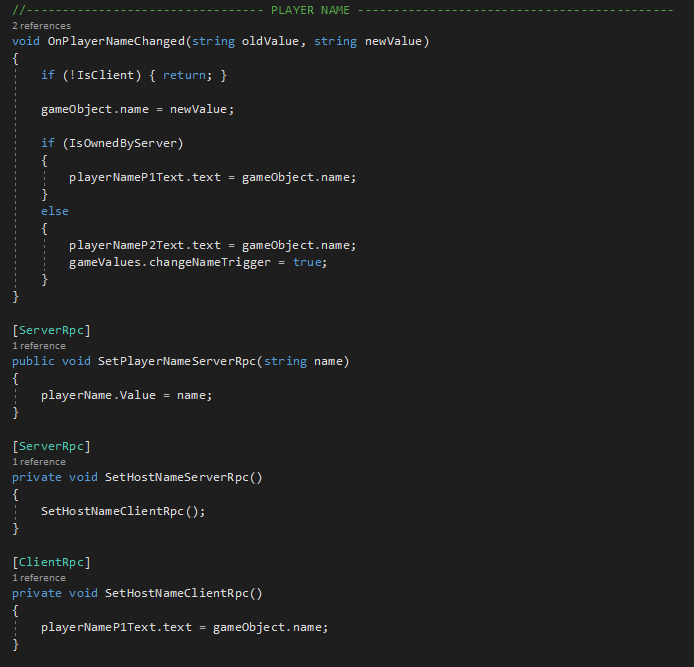 //--------------------------------- PLAYER NAME --------------------------------------------
2 references
void OnPlayerNameChanged(string oldValue, string newValue)
{
if (!IsClient) { return; }
gameObject.name = newValue;
if (IsOwnedByServer)
{
playerNameP1Text.text = gameObject.name;
}
else
{
playerNameP2Text.text = gameObject.name;
gameValues.changeNameTrigger = true;
}
}
[ServerRpc]
1 reference
public void SetPlayerNameServerRpc(string name)
{
playerName.Value = name;
}
[ServerRpc]
1 reference
private void SetHostNameServerRpc()
{
SetHostNameClientRpc();
}
[ClientRpc]
1 reference
private void SetHostNameClientRpc()
{
playerNameP1Text.text = gameObject.name;
}